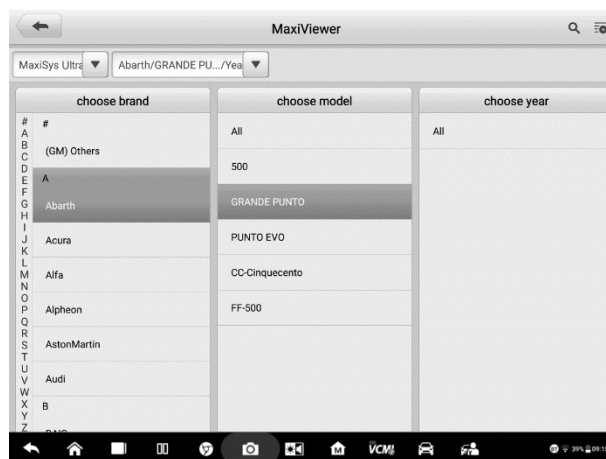 MaxiViewer
MaxiSys Ultra
Abarth/GRANDE PU.../Yea
choose brand
#
A
B
C
D
E
F
G
H
I
J
K
L
M
N
O
P
Q
R
S
T
U
V
W
X
Y
Z
#
(GM) Others
A
Abarth
Acura
Alfa
Alpheon
AstonMartin
Audi
B
choose model
All
500
GRANDE PUNTO
PUNTO EVO
CC-Cinquecento
FF-500
choose year
All
M
VCMI
39%